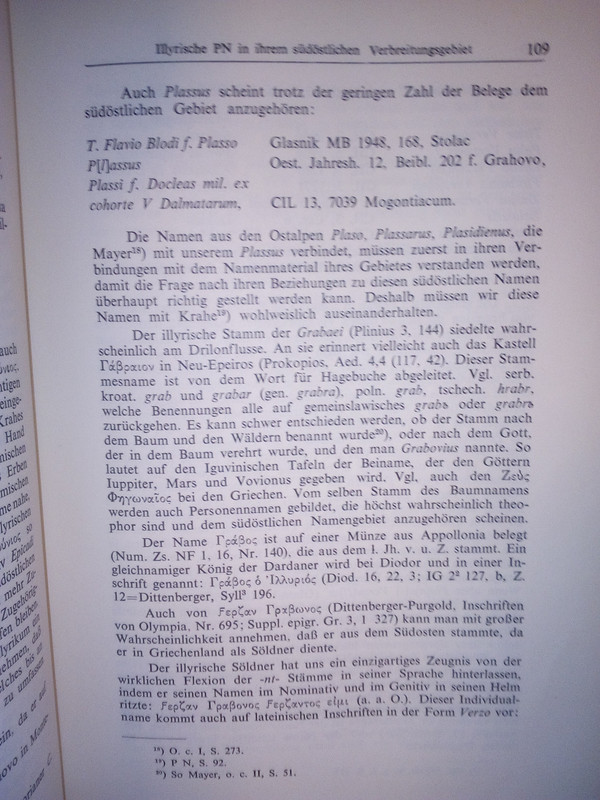 Illyrische PN in ihrem südöstlichen Verbreitungsgebiet 109
Auch Plassus scheint trotz der geringen Zahl der Belege dem
südöstlichen Gebiet anzugehören:
T. Flavio Blodi f. Plasso Glasnik MB 1948, 168, Stolac
P[l]assus Oest. Jahresh. 12, Beibl. 202 f. Grahovo,
Plassi f. Docleas mil. ex
cohorte V Dalmatarum, CIL 13, 7039 Mogontiacum.
Die Namen aus den Ostalpen Plaso, Plassarus, Plasidienus, die
Mayer¹⁸) mit unserem Plassus verbindet, müssen zuerst in ihren Ver-
bindungen mit dem Namenmaterial ihres Gebietes verstanden werden,
damit die Frage nach ihren Beziehungen zu diesen südöstlichen Namen
überhaupt richtig gestellt werden kann. Deshalb müssen wir diese
Namen mit Krahe¹⁹) wohlweislich auseinanderhalten.
Der illyrische Stamm der Grabaei (Plinius 3, 144) siedelte wahr-
scheinlich am Drilonflusse. An sie erinnert vielleicht auch das Kastell
Γάβραιον in Neu-Epeiros (Prokopios, Aed. 4,4 (117, 42). Dieser Stam-
mesname ist von dem Wort für Hagebuche abgeleitet. Vgl. serb.
kroat. grab und grabar (gen. grabra), poln. grab, tschech. hrabr,
welche Benennungen alle auf gemeinslawisches grabъ oder grabrъ
zurückgehen. Es kann schwer entschieden werden, ob der Stamm nach
dem Baum und den Wäldern benannt wurde²⁰), oder nach dem Gott,
der in dem Baum verehrt wurde, und den man Grabovius nannte. So
lautet auf den Iguvinischen Tafeln der Beiname, der den Göttern
Iuppiter, Mars und Vovionus gegeben wird. Vgl, auch den Ζεὺς
Φηγωναῖος bei den Griechen. Vom selben Stamm des Baumnamens
werden auch Personennamen gebildet, die höchst wahrscheinlich theo-
phor sind und dem südöstlichen Namengebiet anzugehören scheinen.
Der Name Γράβος ist auf einer Münze aus Appollonia belegt
(Num. Zs. NF 1, 16, Nr. 140), die aus dem I. Jh. v. u. Z. stammt. Ein
gleichnamiger König der Dardaner wird bei Diodor und in einer In-
schrift genannt: Γράβος ὁ Ἰλλυριός (Diod. 16, 22, 3; IG 2² 127, b, Z.
12=Dittenberger, Syll³ 196.
Auch von Ϝερζαν Γραβωνος (Dittenberger-Purgold, Inschriften
von Olympia, Nr. 695; Suppl. epigr. Gr. 3, 1 327) kann man mit großer
Wahrscheinlichkeit annehmen, daß er aus dem Südosten stammte, da
er in Griechenland als Söldner diente.
Der illyrische Söldner hat uns ein einzigartiges Zeugnis von der
wirklichen Flexion der -nt- Stämme in seiner Sprache hinterlassen,
indem er seinen Namen im Nominativ und im Genitiv in seinen Helm
ritzte: Ϝερζαν Γραβονος Ϝερζαντος εἰμι (a. a. O.). Dieser Individual-
name kommt auch auf lateinischen Inschriften in der Form Verzo vor:
¹⁸) O. c. I, S. 273.
¹⁹) P N, S. 92.
²⁰) So Mayer, o. c. II, S. 51.